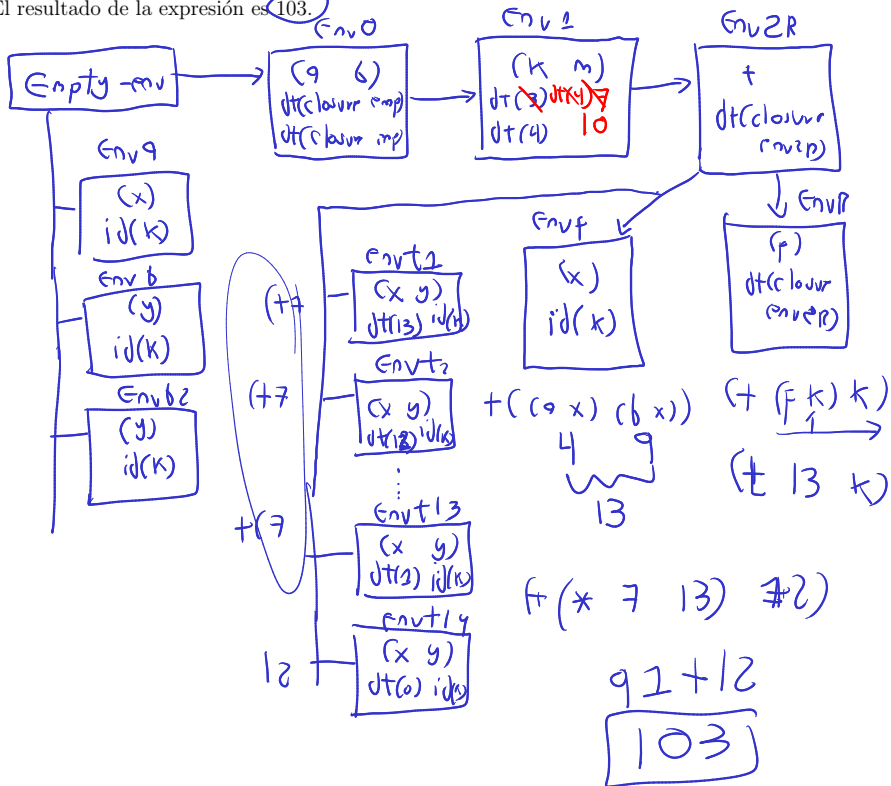 El resultado de la expresión es 103.
Empty-env
Env0
(a b)
dt(closure emp)
dt(closure emp)
Env1
(k m)
dt(3) dt(4)
dt(4) 10
Env2R
t
dt(closure
env2R)
Enva
(x)
id(k)
Envb
(y)
id(k)
Envb2
(y)
id(k)
(+7
(+7
+(7
12
envt1
(x y)
dt(13) id(k)
Envt2
(x y)
dt(12) id(k)
Envt13
(x y)
dt(1) id(k)
envt14
(x y)
dt(0) id(k)
Envf
(x)
id(k)
EnvR
(f)
dt(closure
env2R)
+((a x) (b x))
4 9
13
(+ (F k) k)
(t 13 k)
(+ (* 7 13) 12)
91+12
103